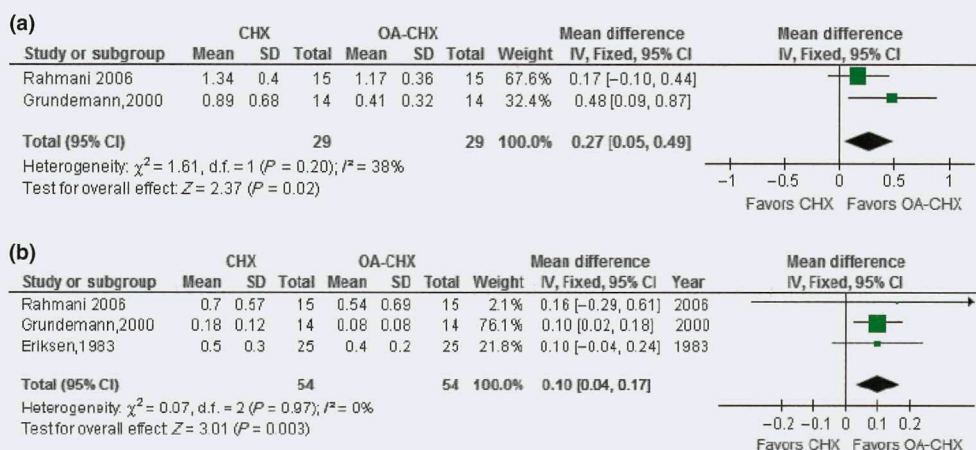 (a)
CHX OA-CHX Mean difference Mean difference
Study or subgroup Mean SD Total Mean SD Total Weight IV, Fixed, 95% CI IV, Fixed, 95% CI
Rahmani 2006 1.34 0.4 15 1.17 0.36 15 67.6% 0.17 [−0.10, 0.44]
Grundemann,2000 0.89 0.68 14 0.41 0.32 14 32.4% 0.48 [0.09, 0.87]
Total (95% CI) 29 29 100.0% 0.27 [0.05, 0.49]
Heterogeneity: χ² = 1.61, d.f. = 1 (P = 0.20); I² = 38%
Test for overall effect: Z = 2.37 (P = 0.02)
−1 −0.5 0 0.5 1
Favors CHX Favors OA-CHX
(b)
CHX OA-CHX Mean difference Mean difference
Study or subgroup Mean SD Total Mean SD Total Weight IV, Fixed, 95% CI Year IV, Fixed, 95% CI
Rahmani 2006 0.7 0.57 15 0.54 0.69 15 2.1% 0.16 [−0.29, 0.61] 2006
Grundemann,2000 0.18 0.12 14 0.08 0.08 14 76.1% 0.10 [0.02, 0.18] 2000
Eriksen,1983 0.5 0.3 25 0.4 0.2 25 21.8% 0.10 [−0.04, 0.24] 1983
Total (95% CI) 54 54 100.0% 0.10 [0.04, 0.17]
Heterogeneity: χ² = 0.07, d.f. = 2 (P = 0.97); I² = 0%
Test for overall effect: Z = 3.01 (P = 0.003)
−0.2 −0.1 0 0.1 0.2
Favors CHX Favors OA-CHX